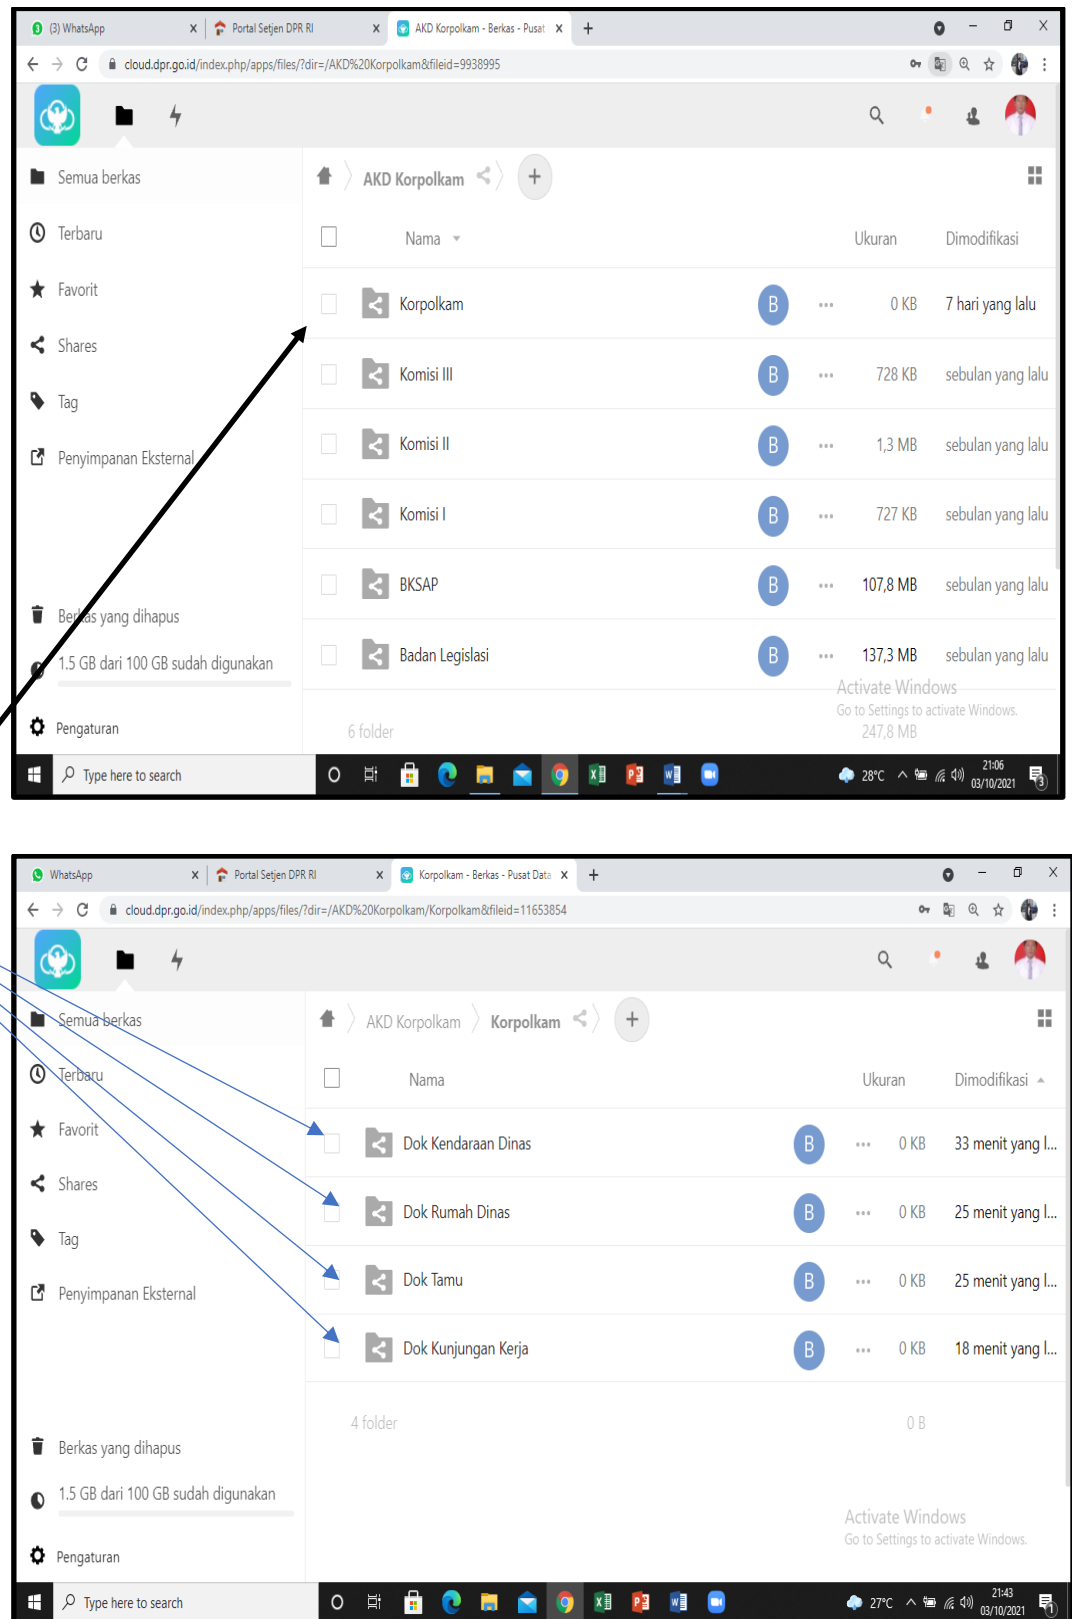 (3) WhatsApp
Portal Setjen DPR RI
AKD Korpolkam - Berkas - Pusat
cloud.dpr.go.id/index.php/apps/files/?dir=/AKD%20Korpolkam&fileid=9938995
Semua berkas
AKD Korpolkam
Terbaru
Nama
Ukuran
Dimodifikasi
Favorit
Korpolkam
B
0 KB
7 hari yang lalu
Shares
Komisi III
B
728 KB
sebulan yang lalu
Tag
Komisi II
B
1,3 MB
sebulan yang lalu
Penyimpanan Eksternal
Komisi I
B
727 KB
sebulan yang lalu
BKSAP
B
107,8 MB
sebulan yang lalu
Berkas yang dihapus
Badan Legislasi
B
137,3 MB
sebulan yang lalu
1.5 GB dari 100 GB sudah digunakan
Activate Windows
Go to Settings to activate Windows.
Pengaturan
6 folder
247,8 MB
Type here to search
28°C
21:06
03/10/2021
3
WhatsApp
Portal Setjen DPR RI
Korpolkam - Berkas - Pusat Data
cloud.dpr.go.id/index.php/apps/files/?dir=/AKD%20Korpolkam/Korpolkam&fileid=11653854
Semua berkas
AKD Korpolkam
Korpolkam
Terbaru
Nama
Ukuran
Dimodifikasi
Favorit
Dok Kendaraan Dinas
B
0 KB
33 menit yang l...
Shares
Dok Rumah Dinas
B
0 KB
25 menit yang l...
Tag
Dok Tamu
B
0 KB
25 menit yang l...
Penyimpanan Eksternal
Dok Kunjungan Kerja
B
0 KB
18 menit yang l...
4 folder
0 B
Berkas yang dihapus
1.5 GB dari 100 GB sudah digunakan
Activate Windows
Go to Settings to activate Windows.
Pengaturan
Type here to search
27°C
21:43
03/10/2021
1